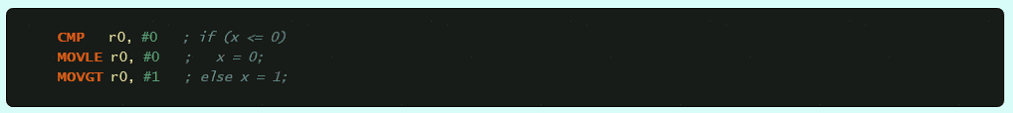 CMP   r0, #0   ; if (x <= 0)
MOVLE r0, #0   ;   x = 0;
MOVGT r0, #1   ; else x = 1;